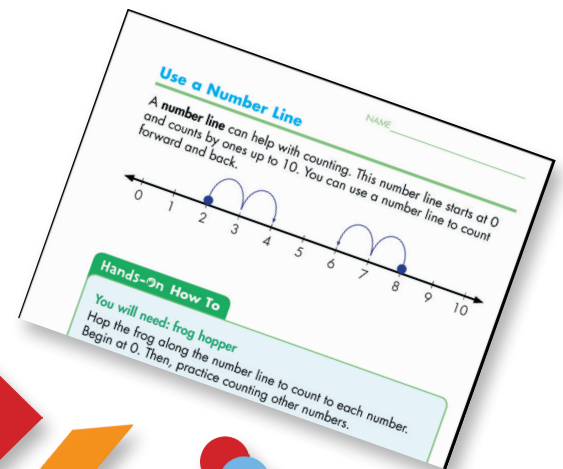 Use a Number Line
NAME
A number line can help with counting. This number line starts at 0
and counts by ones up to 10. You can use a number line to count
forward and back.
0 1 2 3 4 5 6 7 8 9 10
Hands-On How To
You will need: frog hopper
Hop the frog along the number line to count to each number.
Begin at 0. Then, practice counting other numbers.